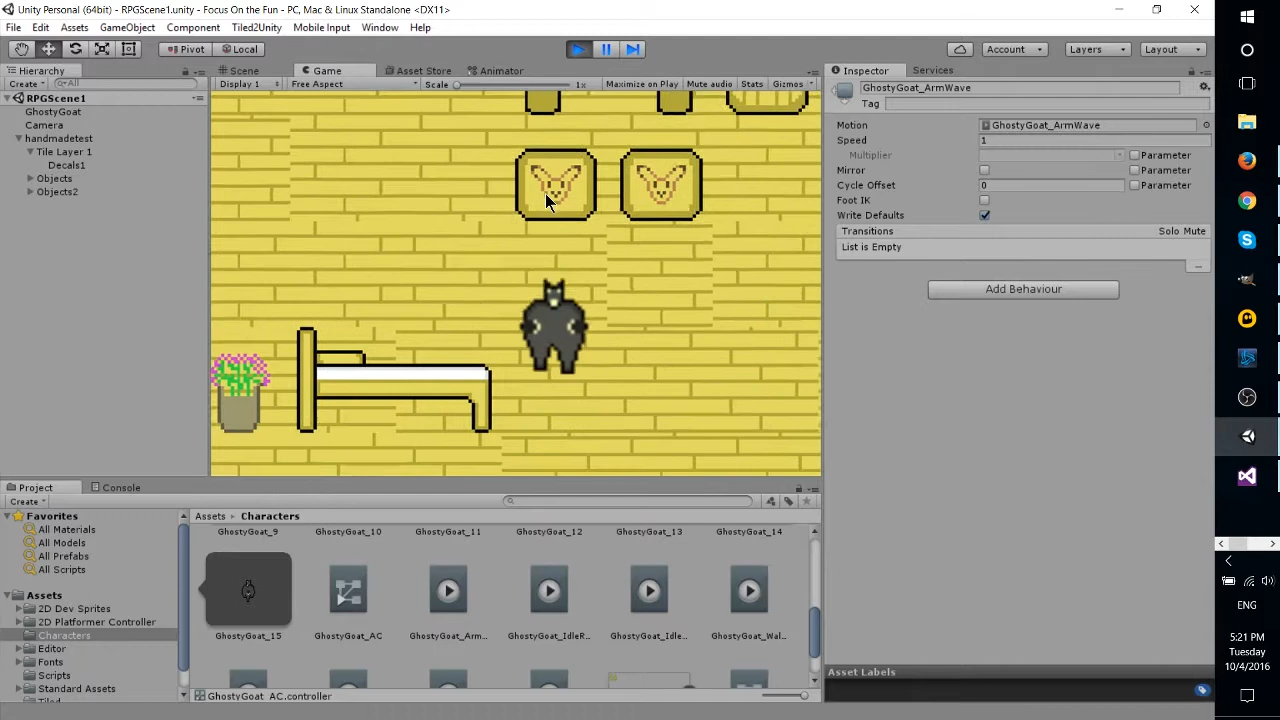 Unity Personal (64bit) - RPGScene1.unity - Focus On the Fun - PC, Mac & Linux Standalone <DX11>
File Edit Assets GameObject Component Tiled2Unity Mobile Input Window Help
Pivot Local Account Layers Layout
Hierarchy
Create All
RPGScene1
GhostyGoat
Camera
handmadetest
Tile Layer 1
Decals1
Objects
Objects2
Scene Game Asset Store Animator
Display 1 Free Aspect Scale 1x Maximize on Play Mute audio Stats Gizmos
Inspector Services
GhostyGoat_ArmWave
Tag
Motion GhostyGoat_ArmWave
Speed 1
Multiplier Parameter
Mirror Parameter
Cycle Offset 0 Parameter
Foot IK
Write Defaults
Transitions Solo Mute
List is Empty
Add Behaviour
Asset Labels
Project Console
Create
Favorites
All Materials
All Models
All Prefabs
All Scripts
Assets
2D Dev Sprites
2D Platformer Controller
Characters
Editor
Fonts
Scripts
Standard Assets
Tiled
Assets Characters
GhostyGoat_9 GhostyGoat_10 GhostyGoat_11 GhostyGoat_12 GhostyGoat_13 GhostyGoat_14
GhostyGoat_15 GhostyGoat_AC GhostyGoat_Arm... GhostyGoat_IdleR... GhostyGoat_Idle... GhostyGoat_Wal...
GhostyGoat_AC.controller
ENG
5:21 PM
Tuesday
10/4/2016